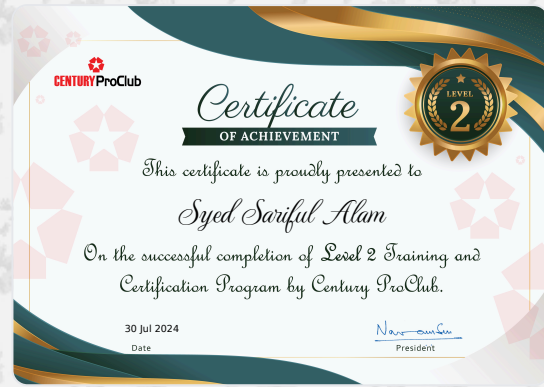 CENTURY ProClub
Certificate
OF ACHIEVEMENT
LEVEL
2
This certificate is proudly presented to
Syed Sariful Alam
On the successful completion of Level 2 Training and
Certification Program by Century ProClub.
30 Jul 2024
Date
President